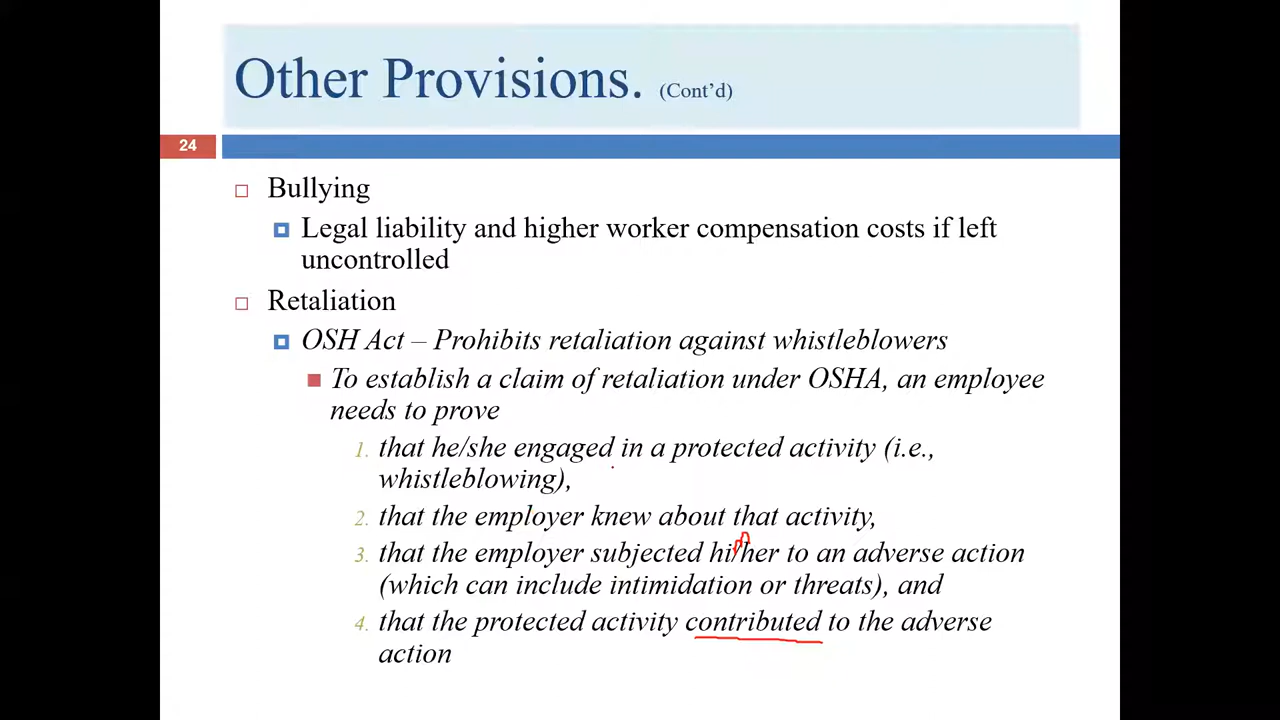 Other Provisions. (Cont’d)
24
Bullying
Legal liability and higher worker compensation costs if left
uncontrolled
Retaliation
OSH Act – Prohibits retaliation against whistleblowers
To establish a claim of retaliation under OSHA, an employee
needs to prove
1. that he/she engaged in a protected activity (i.e.,
whistleblowing),
2. that the employer knew about that activity,
m
3. that the employer subjected hi/her to an adverse action
(which can include intimidation or threats), and
4. that the protected activity contributed to the adverse
action